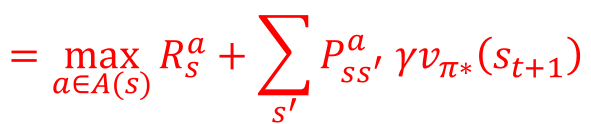 = max_{a∈A(s)} R_s^a + ∑_{s′} P_{ss′}^a γv_{π∗}(s_{t+1})